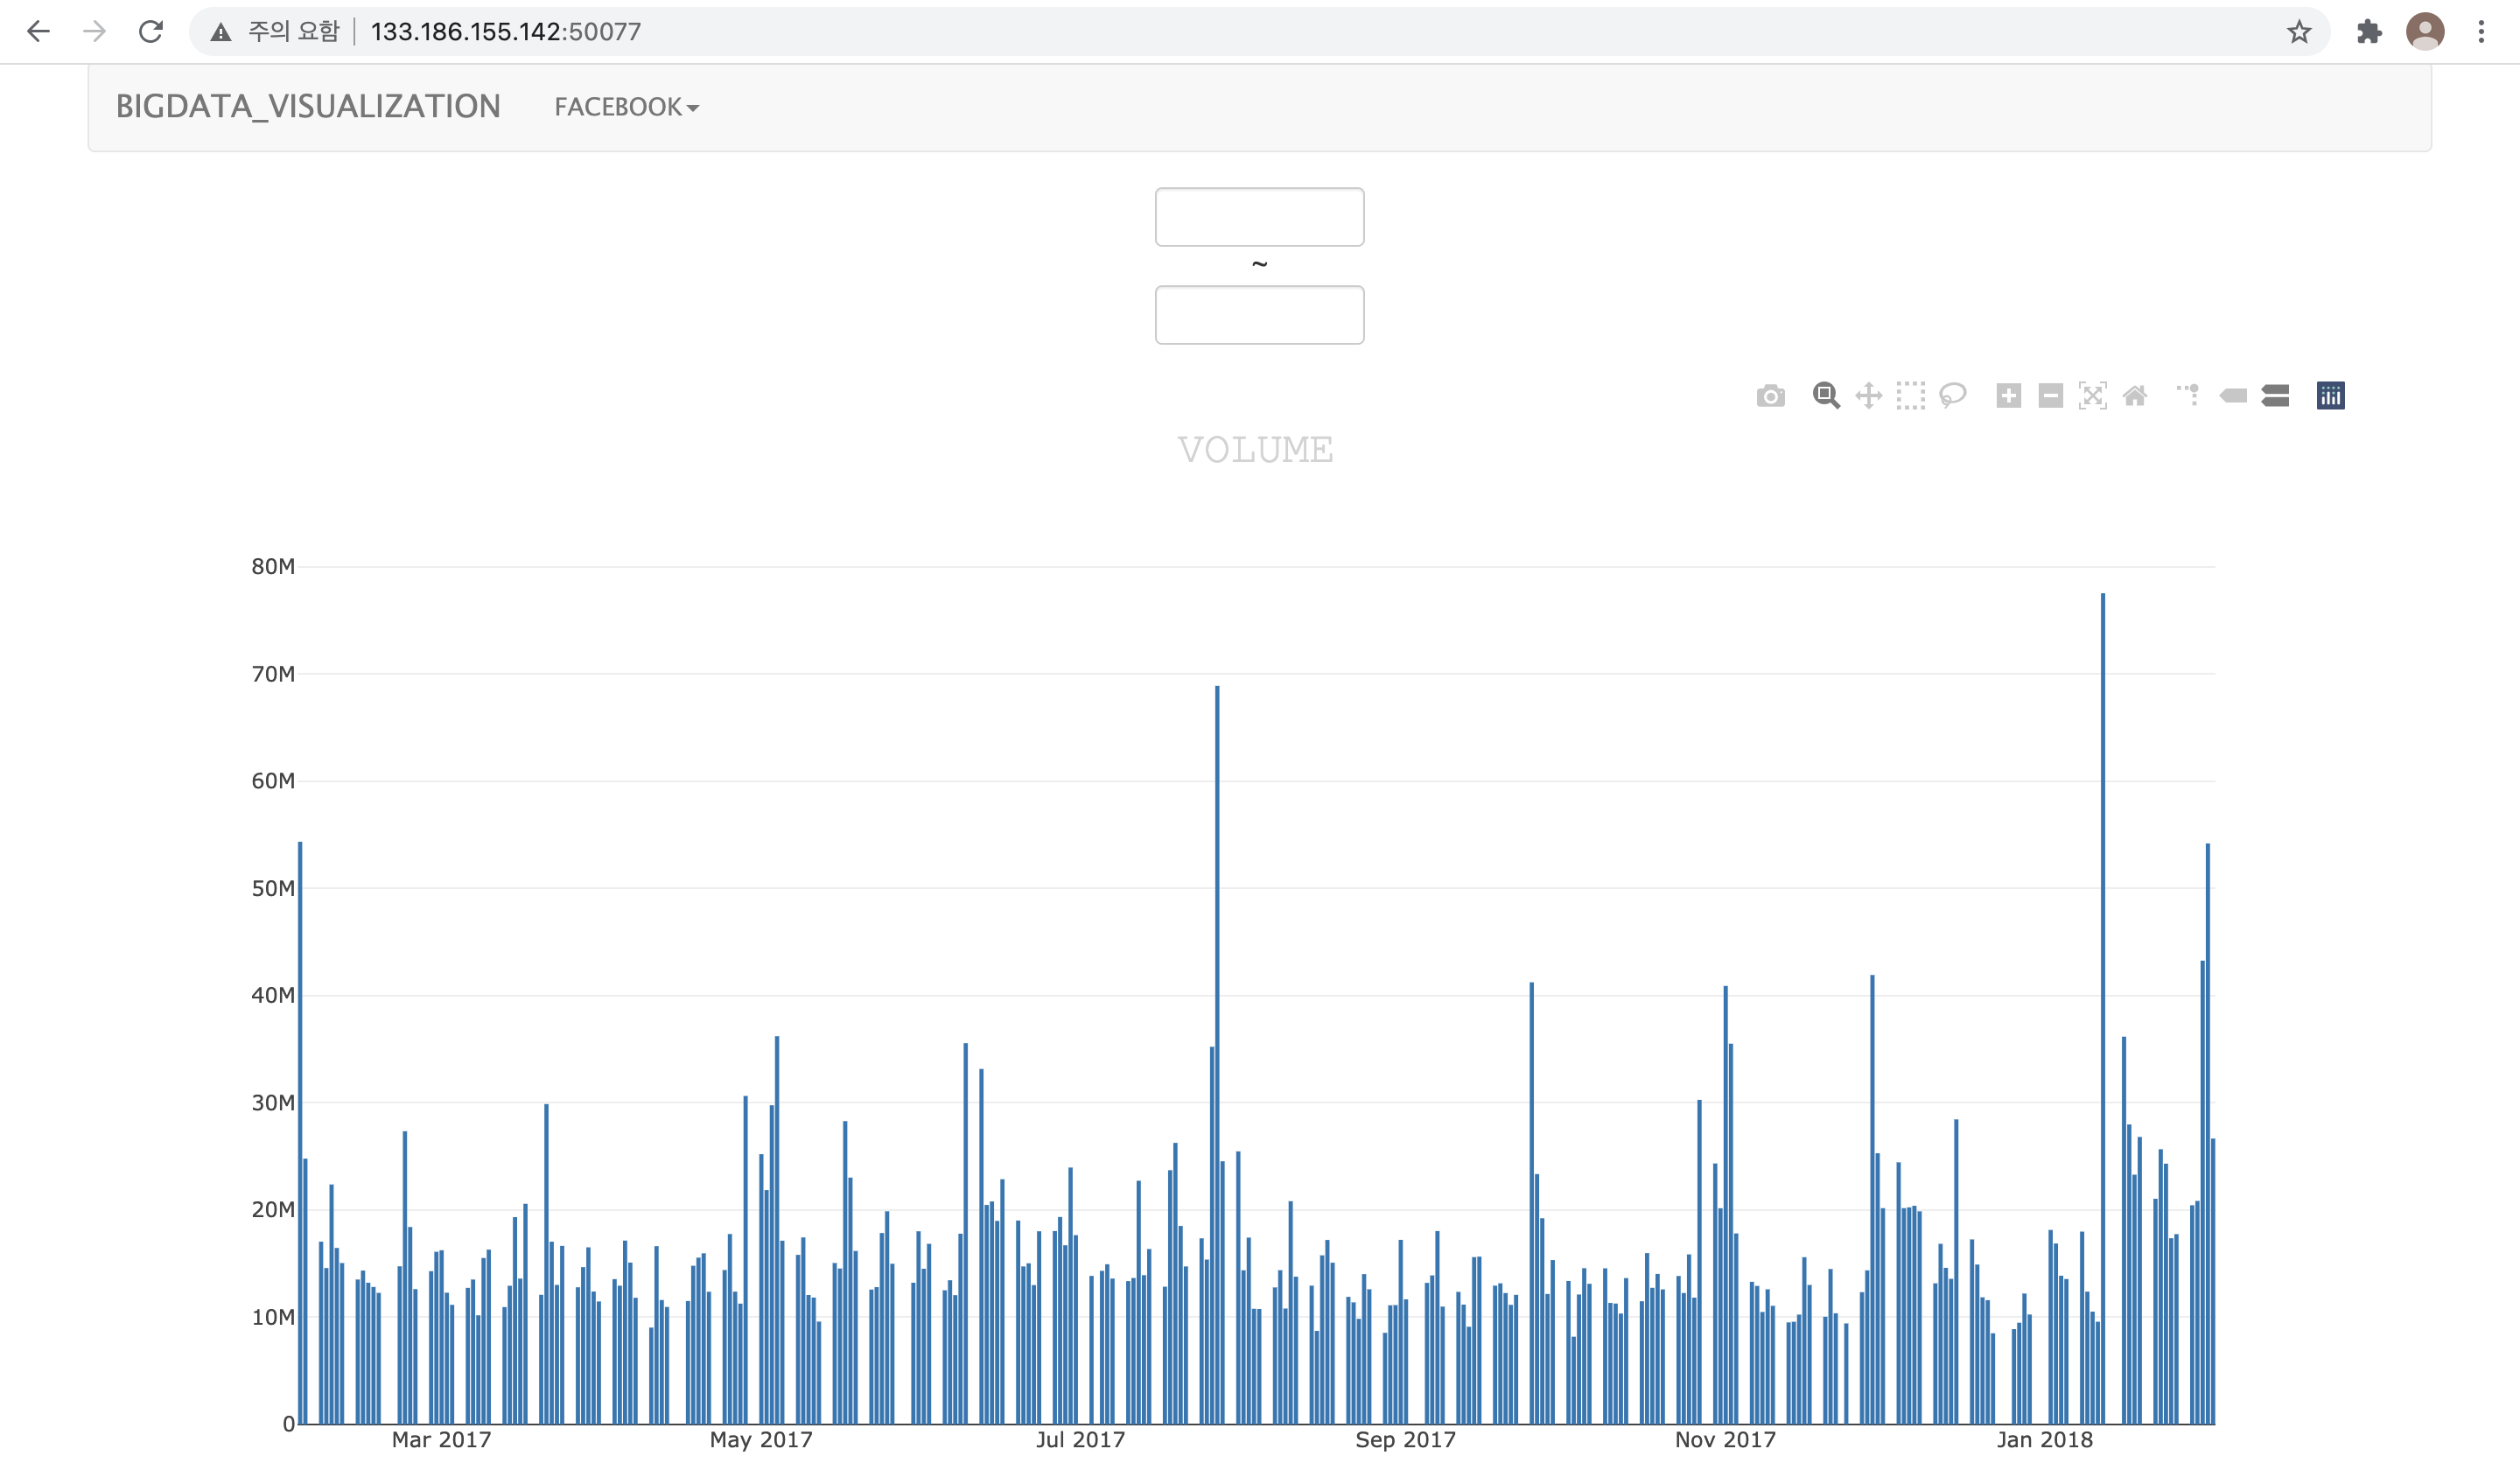 주의 요함 | 133.186.155.142:50077
BIGDATA_VISUALIZATION FACEBOOK
~
VOLUME
80M
70M
60M
50M
40M
30M
20M
10M
0
Mar 2017 May 2017 Jul 2017 Sep 2017 Nov 2017 Jan 2018